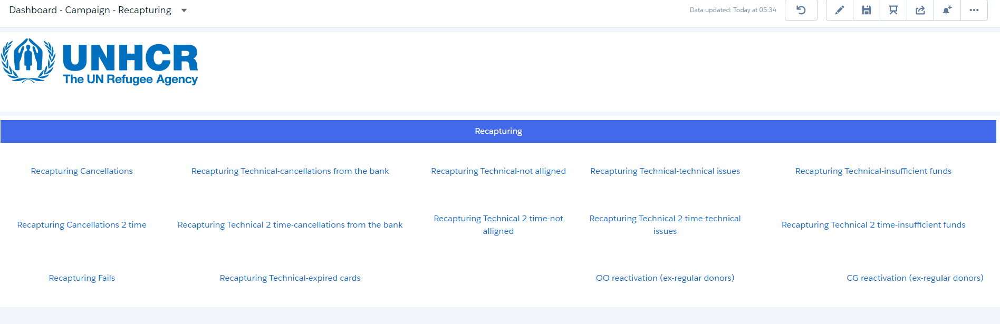 Dashboard - Campaign - Recapturing
Data updated: Today at 05:34
UNHCR
The UN Refugee Agency
Recapturing
Recapturing Cancellations
Recapturing Technical-cancellations from the bank
Recapturing Technical-not alligned
Recapturing Technical-technical issues
Recapturing Technical-insufficient funds
Recapturing Cancellations 2 time
Recapturing Technical 2 time-cancellations from the bank
Recapturing Technical 2 time-not
alligned
Recapturing Technical 2 time-technical
issues
Recapturing Technical 2 time-insufficient funds
Recapturing Fails
Recapturing Technical-expired cards
OO reactivation (ex-regular donors)
CG reactivation (ex-regular donors)